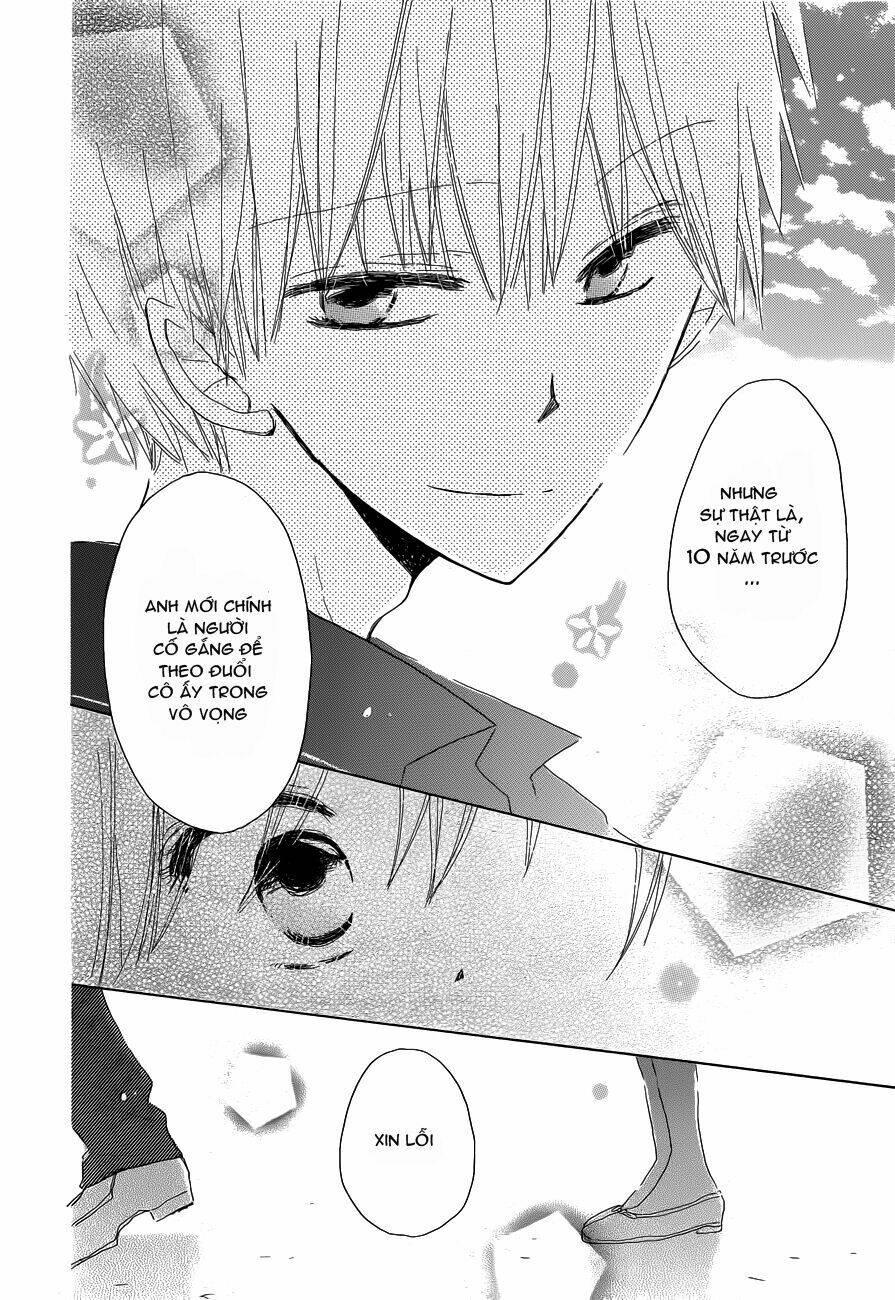 NHƯNG
SỰ THẬT LÀ,
NGAY TỪ
10 NĂM TRƯỚC
...
ANH MỚI CHÍNH
LÀ NGƯỜI
CỐ GẮNG ĐỂ
THEO ĐUỔI
CÔ ẤY TRONG
VÔ VỌNG
XIN LỖI